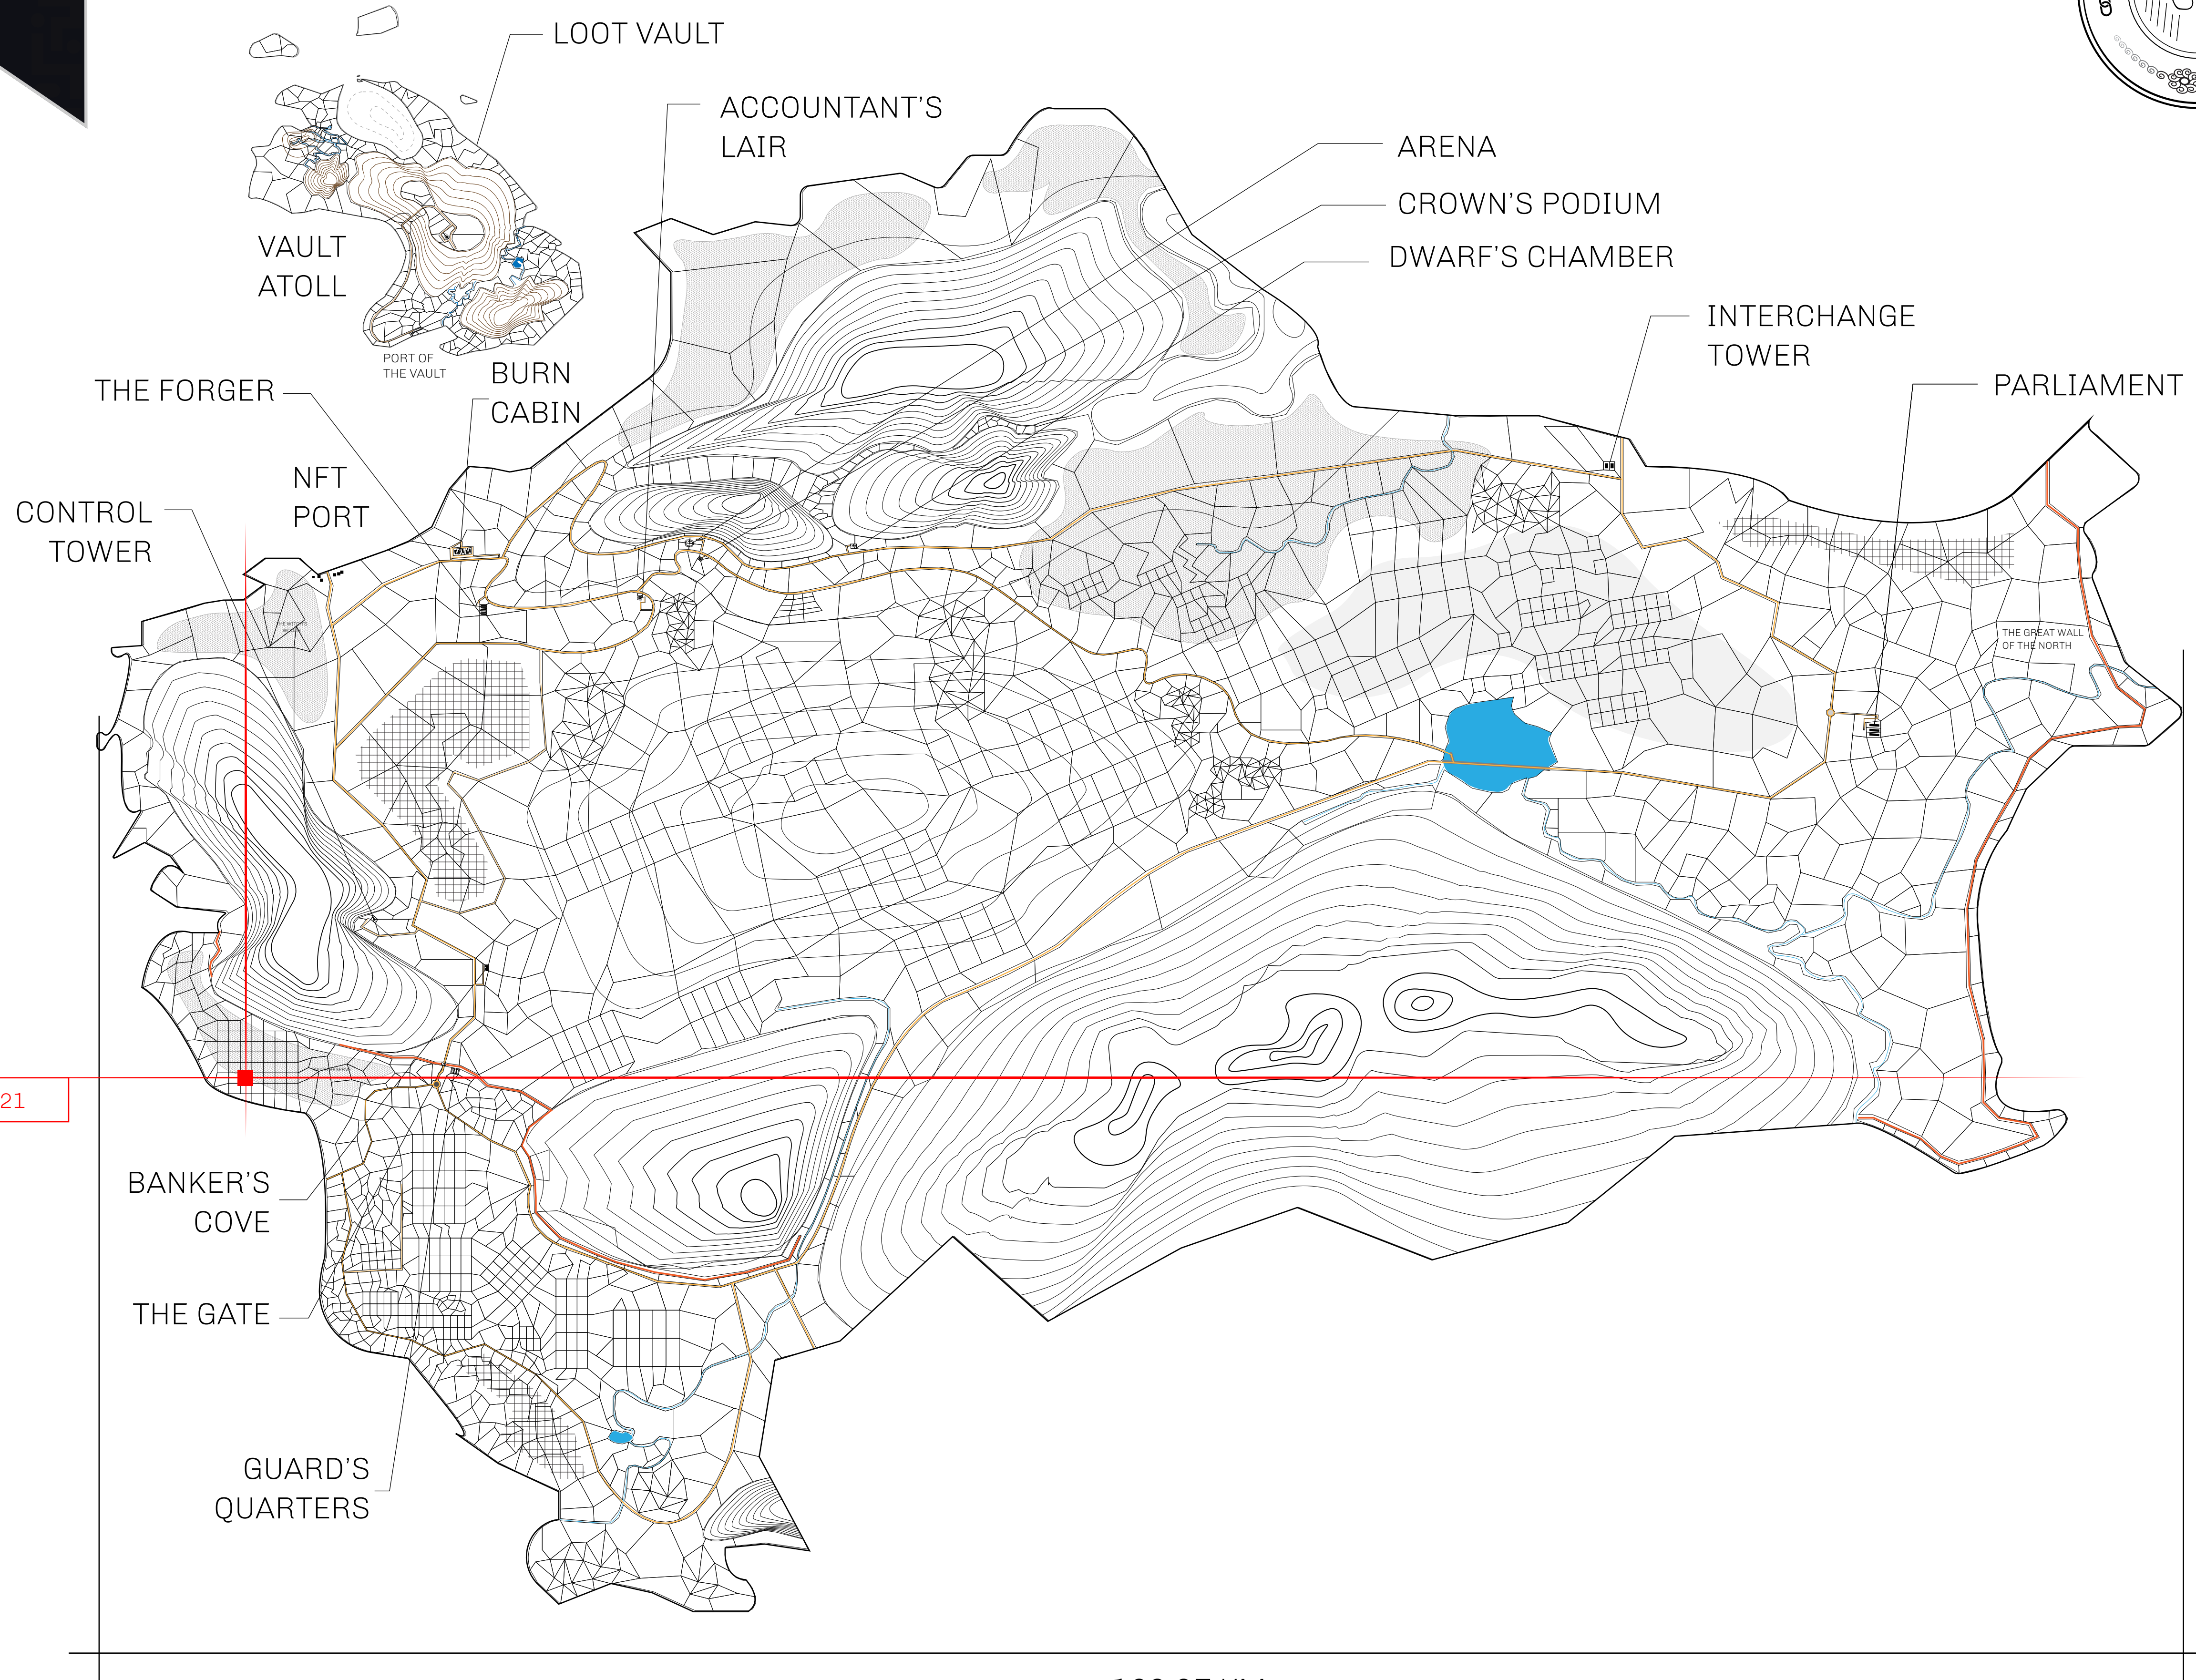 LOOT VAULT
ACCOUNTANT'S
LAIR
ARENA
CROWN'S PODIUM
DWARF'S CHAMBER
VAULT
ATOLL
INTERCHANGE
TOWER
PORT OF
THE VAULT
BURN
CABIN
THE FORGER
PARLIAMENT
NFT
PORT
CONTROL
TOWER
THE WITCH'S
THE GREAT WALL
OF THE NORTH
21
BANKER'S
COVE
THE GATE
GUARD'S
QUARTERS